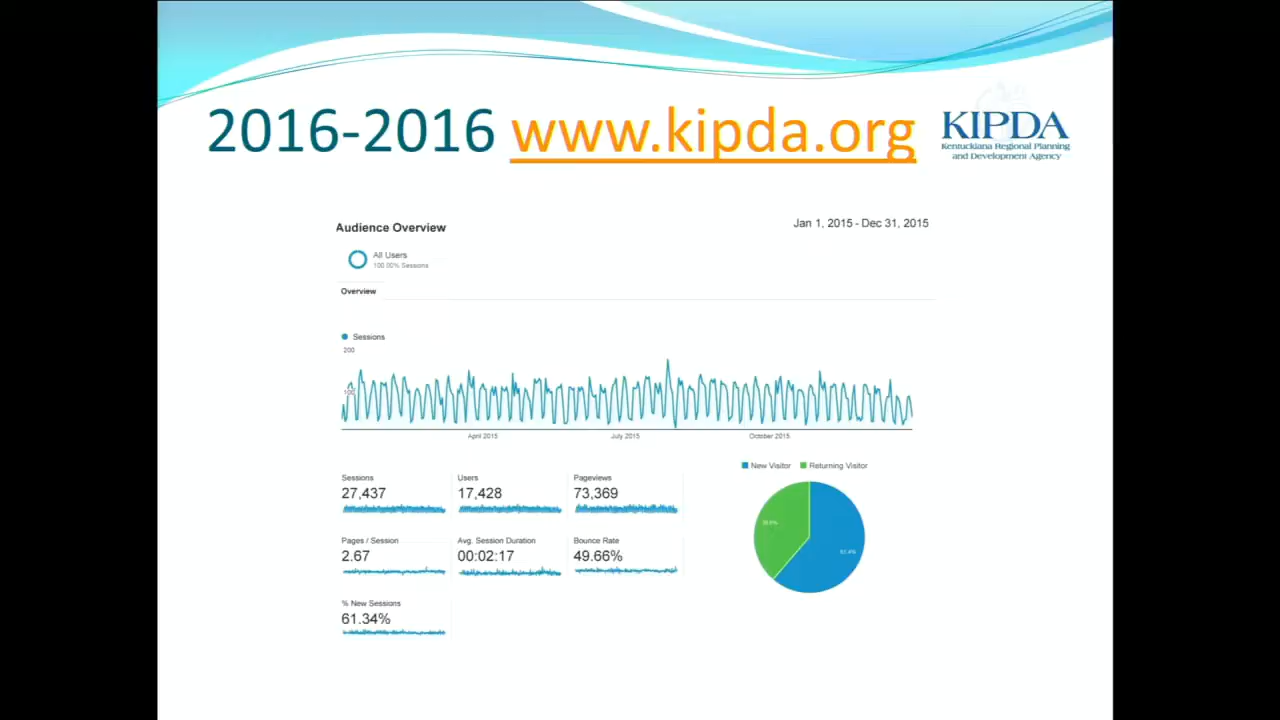 2016-2016 www.kipda.org
KIPDA
Kentuckiana Regional Planning
and Development Agency
Audience Overview
Jan 1, 2015 - Dec 31, 2015
All Users
100.00% Sessions
Overview
Sessions
200
100
April 2015
July 2015
October 2015
New Visitor
Returning Visitor
Sessions
27,437
Users
17,428
Pageviews
73,369
Pages / Session
2.67
Avg. Session Duration
00:02:17
Bounce Rate
49.66%
% New Sessions
61.34%
61.4%